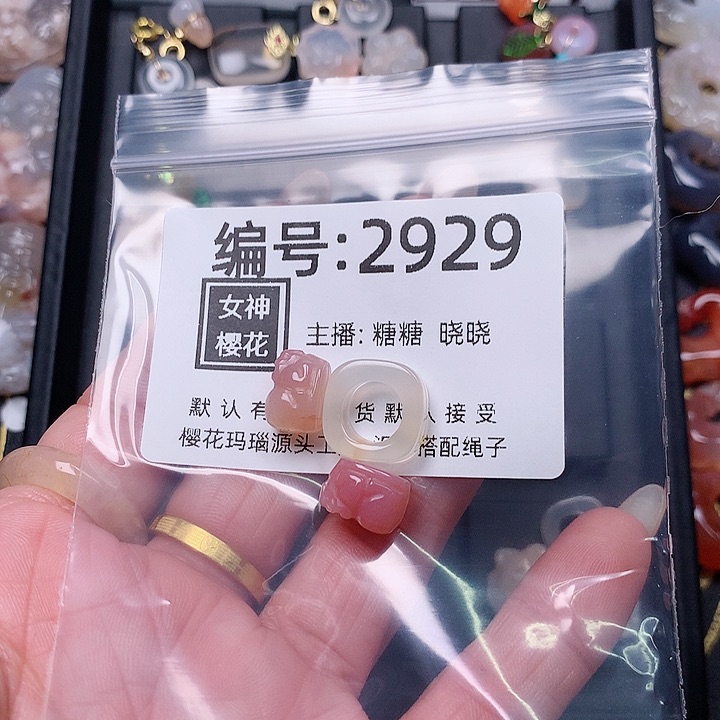 编号:2929
女神
樱花
主播: 糖糖 晓晓
默认有 货默 接受
樱花玛瑙源头工 搭配绳子